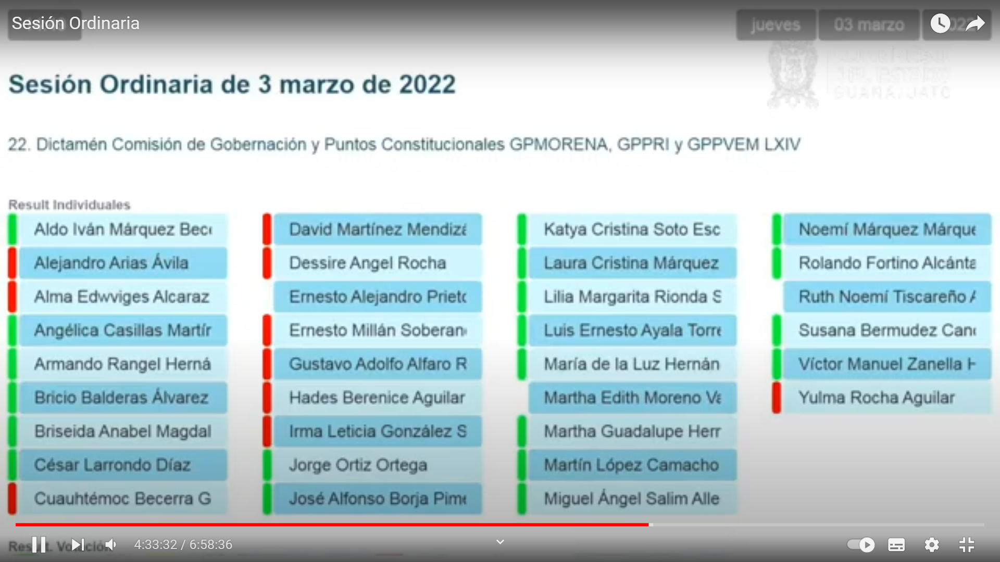 Sesión Ordinaria
jueves 03 marzo
Sesión Ordinaria de 3 marzo de 2022
22. Dictamén Comisión de Gobernación y Puntos Constitucionales GPMORENA, GPPRI y GPPVEM LXIV
Result Individuales
Aldo Iván Márquez Bec
Alejandro Arias Ávila
Alma Edwviges Alcaraz
Angélica Casillas Martír
Armando Rangel Herná
Bricio Balderas Álvarez
Briseida Anabel Magdal
César Larrondo Díaz
Cuauhtémoc Becerra G
David Martínez Mendiz
Dessire Angel Rocha
Ernesto Alejandro Priet
Ernesto Millán Soberan
Gustavo Adolfo Alfaro R
Hades Berenice Aguilar
Irma Leticia González S
Jorge Ortiz Ortega
José Alfonso Borja Pim
Katya Cristina Soto Esc
Laura Cristina Márquez
Lilia Margarita Rionda S
Luis Ernesto Ayala Torr
María de la Luz Hernán
Martha Edith Moreno Va
Martha Guadalupe Herr
Martín López Camacho
Miguel Ángel Salim Alle
Noemí Márquez Márque
Rolando Fortino Alcánta
Ruth Noemí Tiscareño A
Susana Bermudez Can
Víctor Manuel Zanella H
Yulma Rocha Aguilar
4:33:32 / 6:58:36